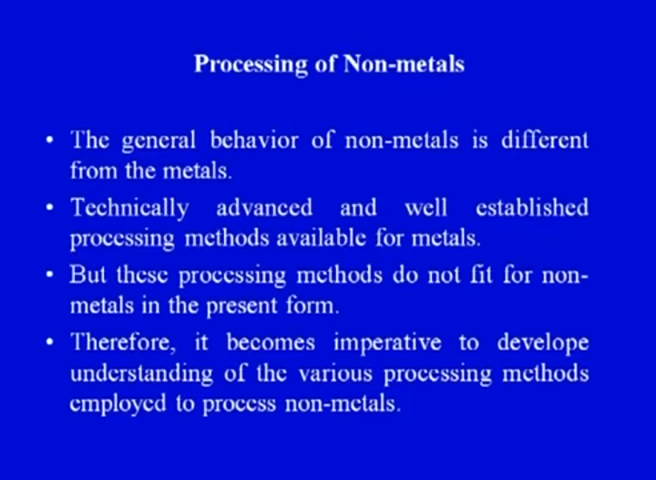 Processing of Non-metals
• The general behavior of non-metals is different
from the metals.
• Technically advanced and well established
processing methods available for metals.
• But these processing methods do not fit for non-
metals in the present form.
• Therefore, it becomes imperative to develope
understanding of the various processing methods
employed to process non-metals.